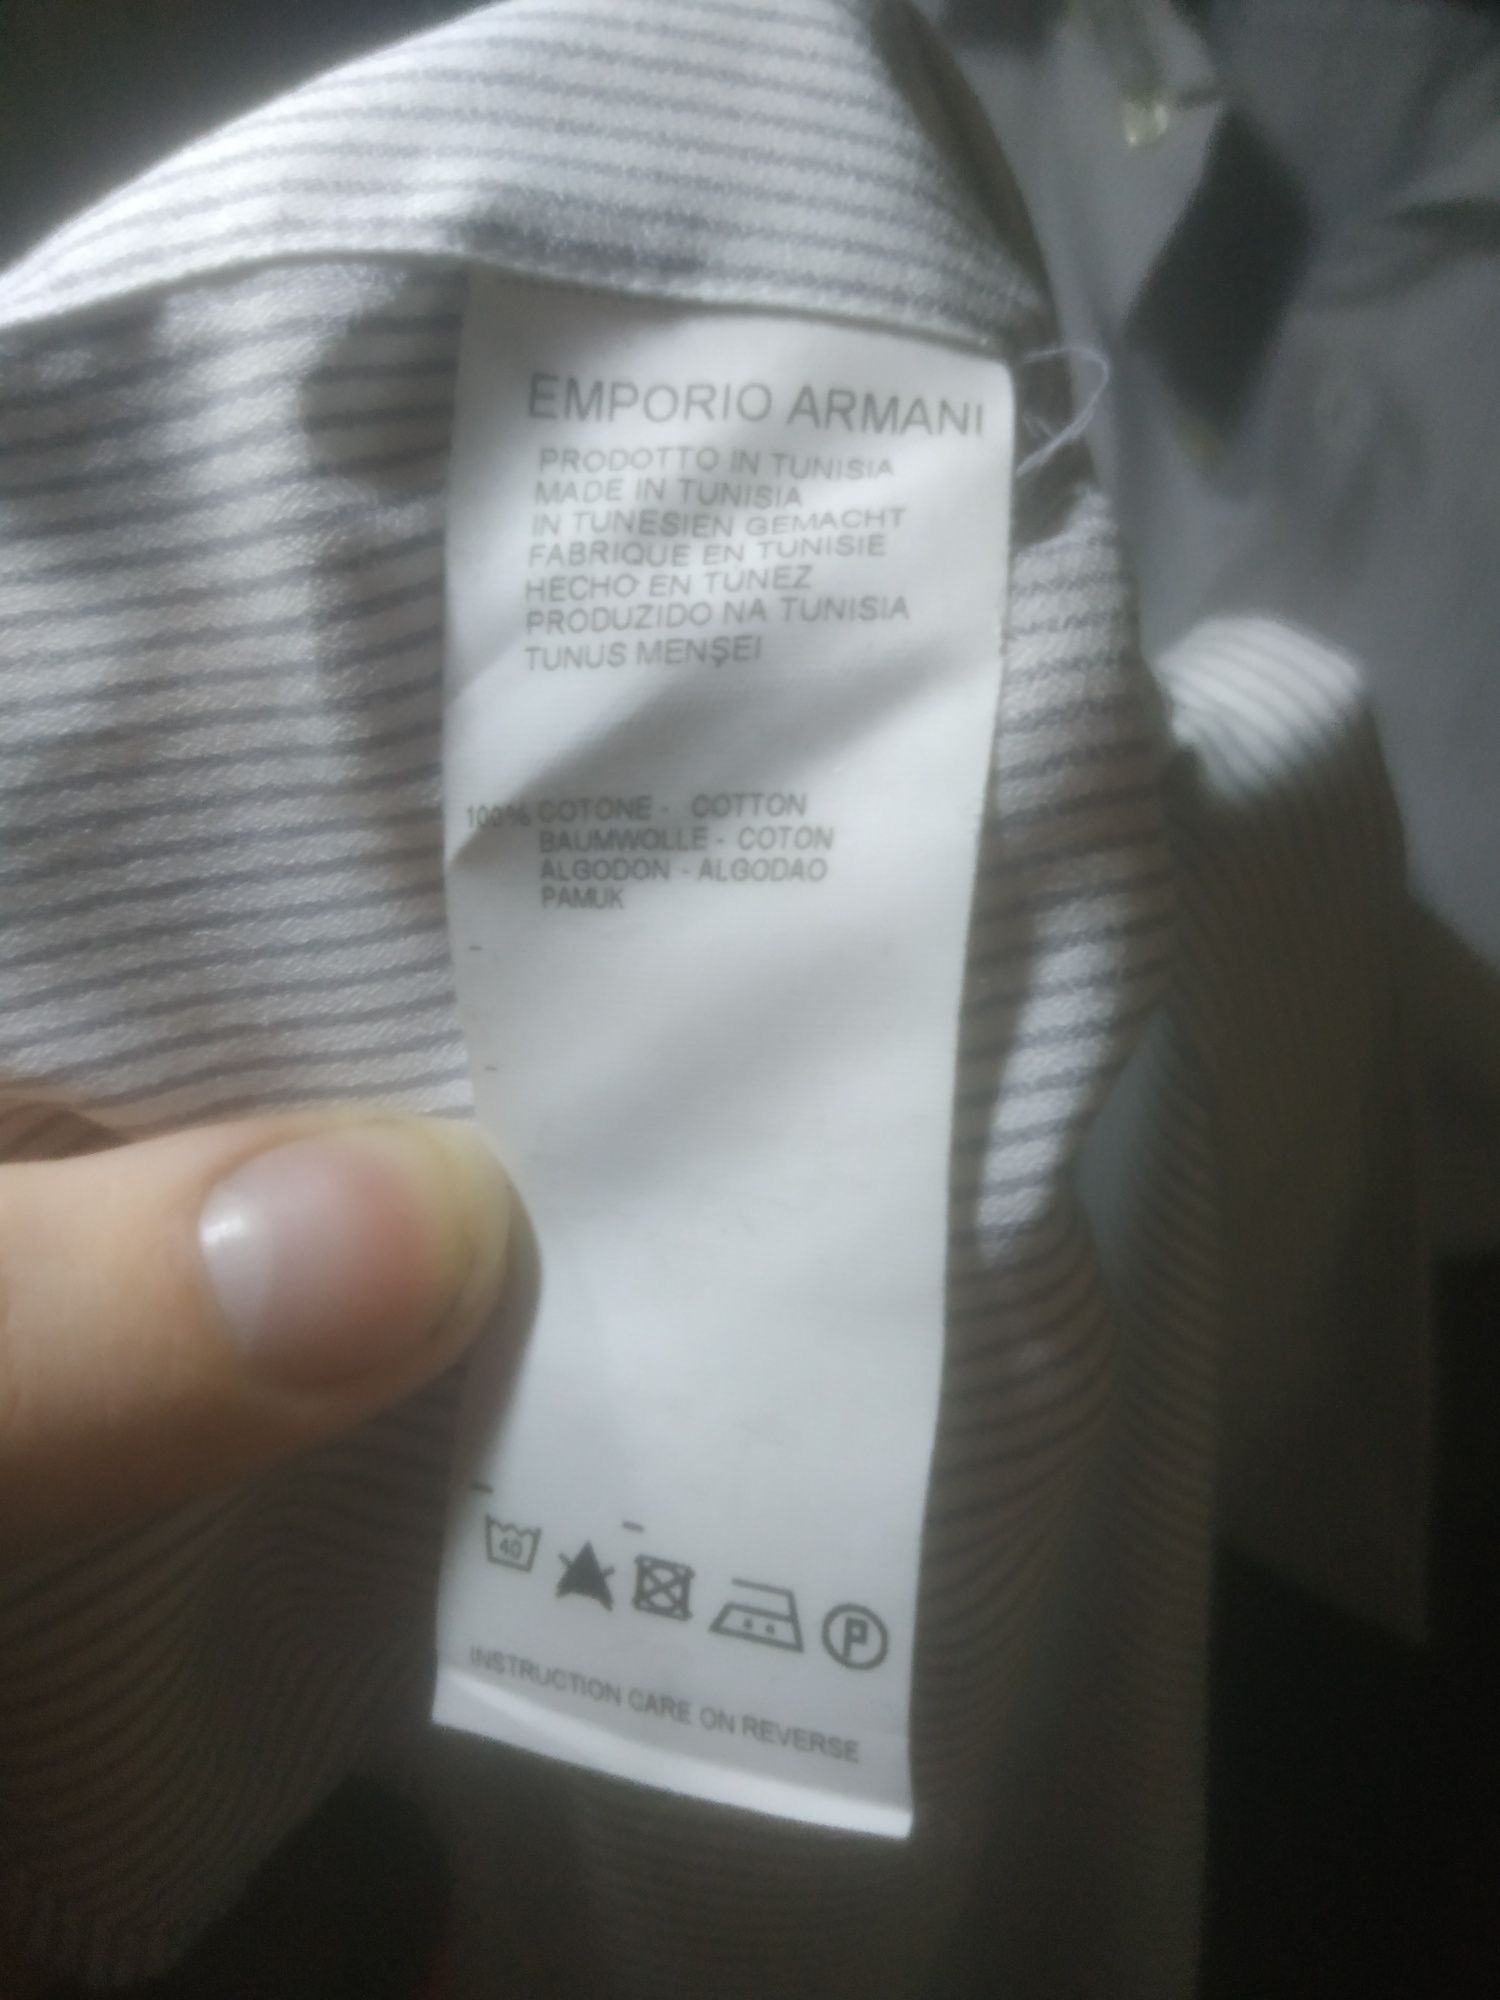 EMPORIO ARMANI
PRODOTTO IN TUNISIA
MADE IN TUNISIA
IN TUNESIEN GEMACHT
FABRIQUE EN TUNISIE
HECHO EN TUNEZ
PRODUZIDO NA TUNISIA
TUNUS MENŞEI
100% COTONE - COTTON
BAUMWOLLE - COTON
ALGODON - ALGODAO
PAMUK
40
P
INSTRUCTION CARE ON REVERSE